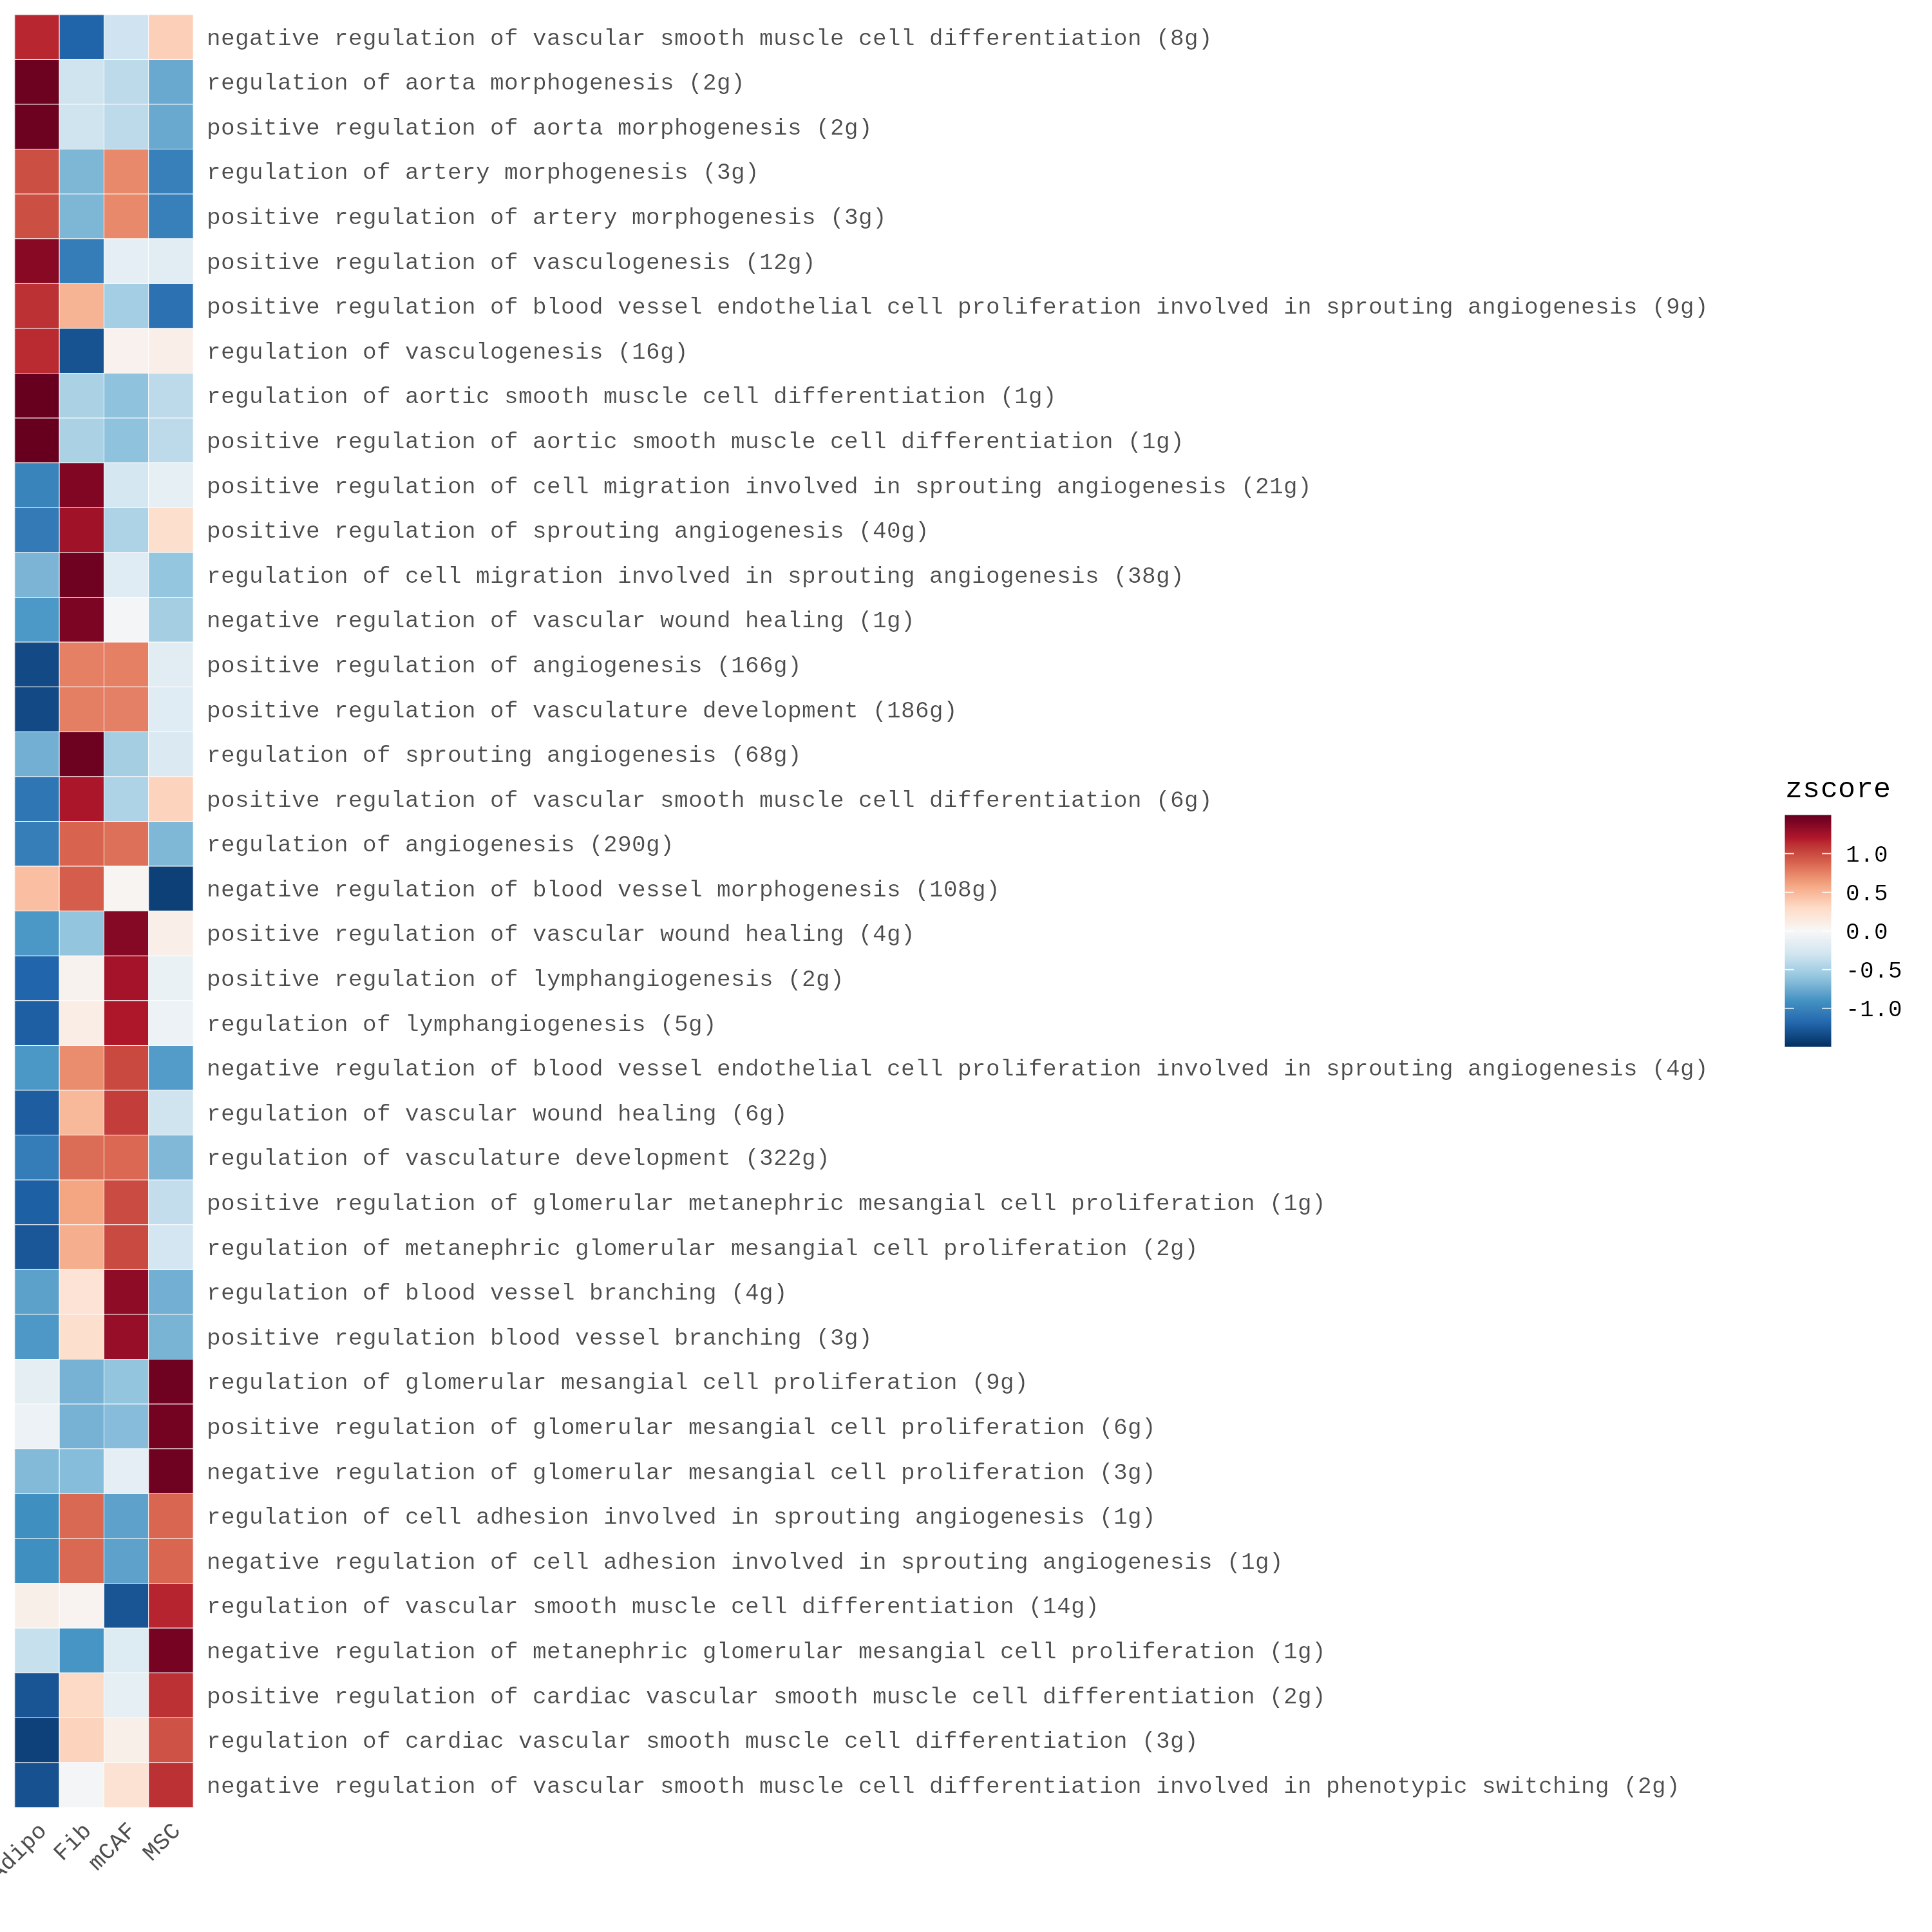 negative regulation of vascular smooth muscle cell differentiation (8g)
regulation of aorta morphogenesis (2g)
positive regulation of aorta morphogenesis (2g)
regulation of artery morphogenesis (3g)
positive regulation of artery morphogenesis (3g)
positive regulation of vasculogenesis (12g)
positive regulation of blood vessel endothelial cell proliferation involved in sprouting angiogenesis (9g)
regulation of vasculogenesis (16g)
regulation of aortic smooth muscle cell differentiation (1g)
positive regulation of aortic smooth muscle cell differentiation (1g)
positive regulation of cell migration involved in sprouting angiogenesis (21g)
positive regulation of sprouting angiogenesis (40g)
regulation of cell migration involved in sprouting angiogenesis (38g)
negative regulation of vascular wound healing (1g)
positive regulation of angiogenesis (166g)
positive regulation of vasculature development (186g)
regulation of sprouting angiogenesis (68g)
positive regulation of vascular smooth muscle cell differentiation (6g)
regulation of angiogenesis (290g)
negative regulation of blood vessel morphogenesis (108g)
positive regulation of vascular wound healing (4g)
positive regulation of lymphangiogenesis (2g)
regulation of lymphangiogenesis (5g)
negative regulation of blood vessel endothelial cell proliferation involved in sprouting angiogenesis (4g)
regulation of vascular wound healing (6g)
regulation of vasculature development (322g)
positive regulation of glomerular metanephric mesangial cell proliferation (1g)
regulation of metanephric glomerular mesangial cell proliferation (2g)
regulation of blood vessel branching (4g)
positive regulation blood vessel branching (3g)
regulation of glomerular mesangial cell proliferation (9g)
positive regulation of glomerular mesangial cell proliferation (6g)
negative regulation of glomerular mesangial cell proliferation (3g)
regulation of cell adhesion involved in sprouting angiogenesis (1g)
negative regulation of cell adhesion involved in sprouting angiogenesis (1g)
regulation of vascular smooth muscle cell differentiation (14g)
negative regulation of metanephric glomerular mesangial cell proliferation (1g)
positive regulation of cardiac vascular smooth muscle cell differentiation (2g)
regulation of cardiac vascular smooth muscle cell differentiation (3g)
negative regulation of vascular smooth muscle cell differentiation involved in phenotypic switching (2g)
Adipo
Fib
mCAF
MSC
zscore
1.0
0.5
0.0
-0.5
-1.0